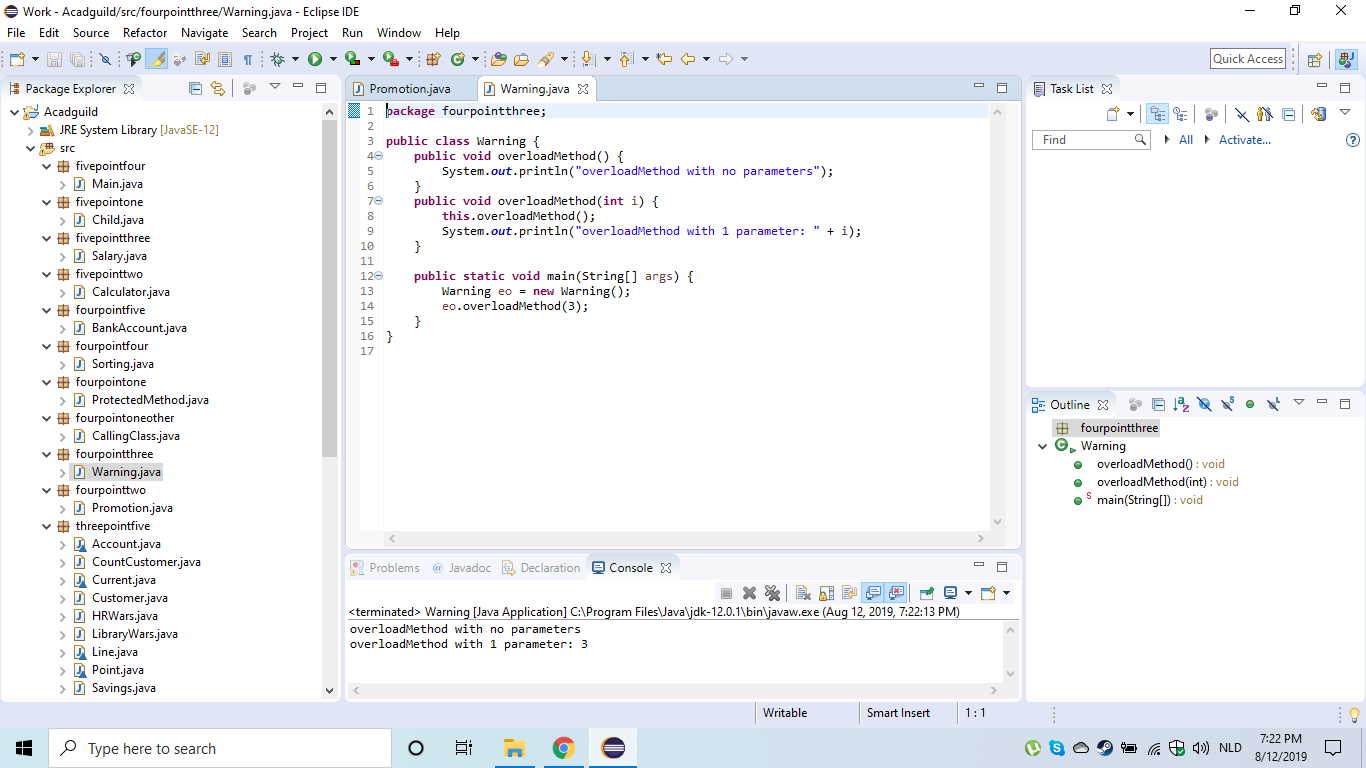 Work - Acadguild/src/fourpointthree/Warning.java - Eclipse IDE
File Edit Source Refactor Navigate Search Project Run Window Help
Quick Access
Package Explorer
Acadguild
JRE System Library [JavaSE-12]
src
fivepointfour
Main.java
fivepointone
Child.java
fivepointthree
Salary.java
fivepointtwo
Calculator.java
fourpointfive
BankAccount.java
fourpointfour
Sorting.java
fourpointone
ProtectedMethod.java
fourpointoneother
CallingClass.java
fourpointthree
Warning.java
fourpointtwo
Promotion.java
threepointfive
Account.java
CountCustomer.java
Current.java
Customer.java
HRWars.java
LibraryWars.java
Line.java
Point.java
Savings.java
Promotion.java Warning.java
1 package fourpointthree;
2
3 public class Warning {
4 public void overloadMethod() {
5 System.out.println("overloadMethod with no parameters");
6 }
7 public void overloadMethod(int i) {
8 this.overloadMethod();
9 System.out.println("overloadMethod with 1 parameter: " + i);
10 }
11
12 public static void main(String[] args) {
13 Warning eo = new Warning();
14 eo.overloadMethod(3);
15 }
16 }
17
Problems @ Javadoc Declaration Console
<terminated> Warning [Java Application] C:\Program Files\Java\jdk-12.0.1\bin\javaw.exe (Aug 12, 2019, 7:22:13 PM)
overloadMethod with no parameters
overloadMethod with 1 parameter: 3
Task List
Find All Activate...
Outline
fourpointthree
Warning
overloadMethod() : void
overloadMethod(int) : void
main(String[]) : void
Writable Smart Insert 1 : 1
Type here to search
NLD
7:22 PM
8/12/2019